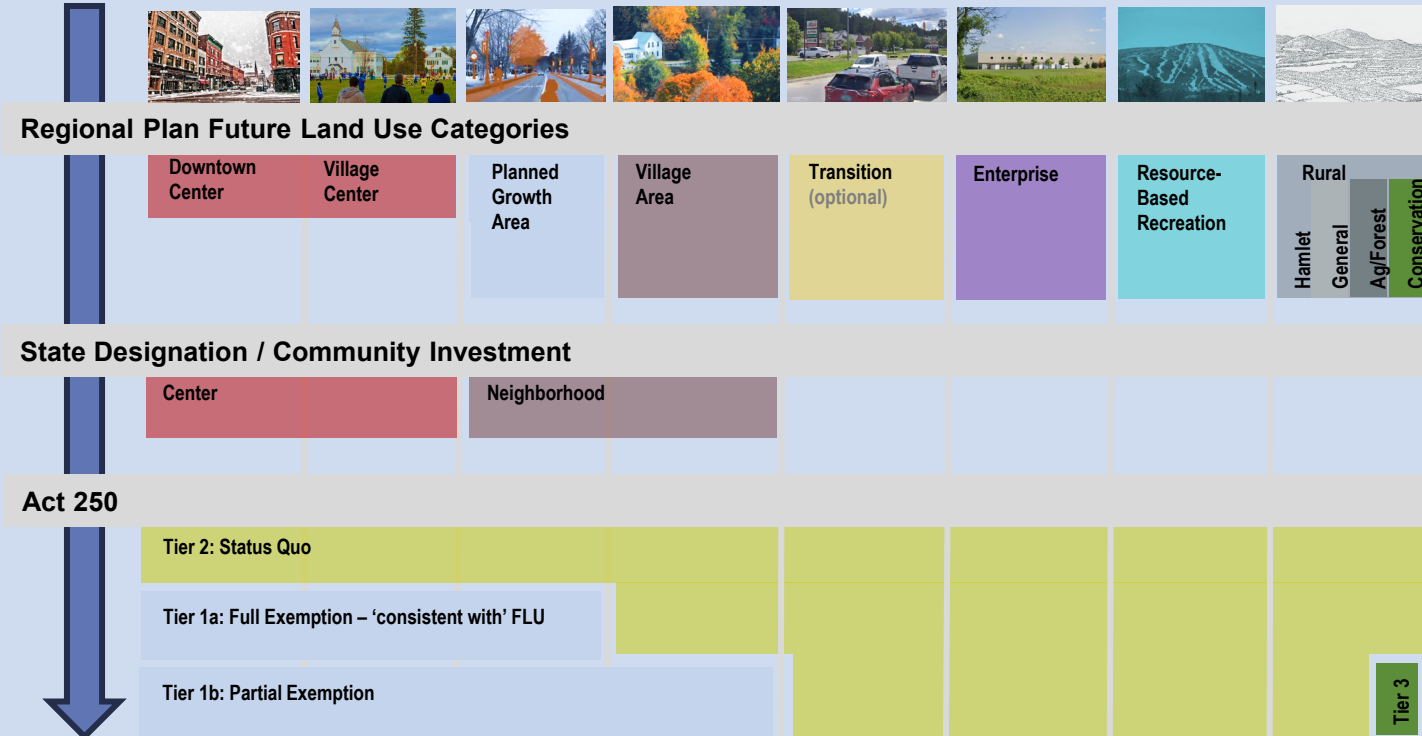 Regional Plan Future Land Use Categories
Downtown
Center
Village
Center
Planned
Growth
Area
Village
Area
Transition
(optional)
Enterprise
Resource-
Based
Recreation
Rural
Hamlet
General
Ag/Forest
Conservation
State Designation / Community Investment
Center
Neighborhood
Act 250
Tier 2: Status Quo
Tier 1a: Full Exemption – ‘consistent with’ FLU
Tier 1b: Partial Exemption
Tier 3